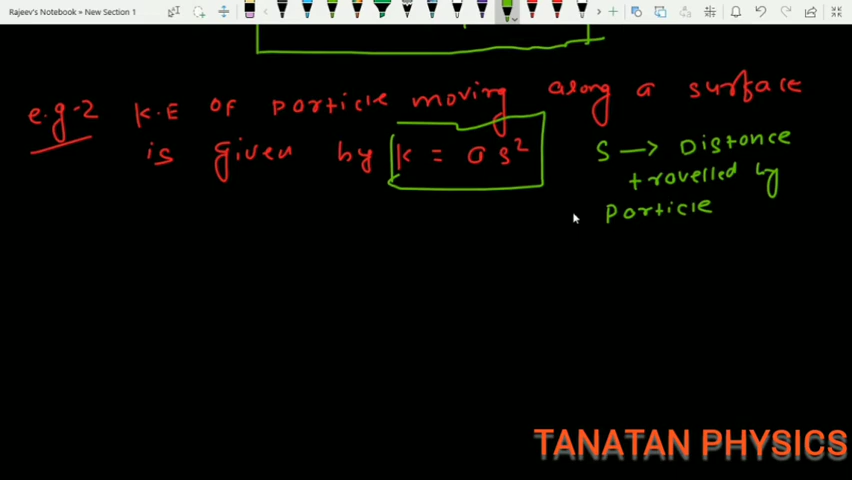 Rajeev's Notebook » New Section 1
e.g-2 K.E OF particle moving along a surface
is given by k = a s²
S → Distance
travelled by
particle
TANATAN PHYSICS